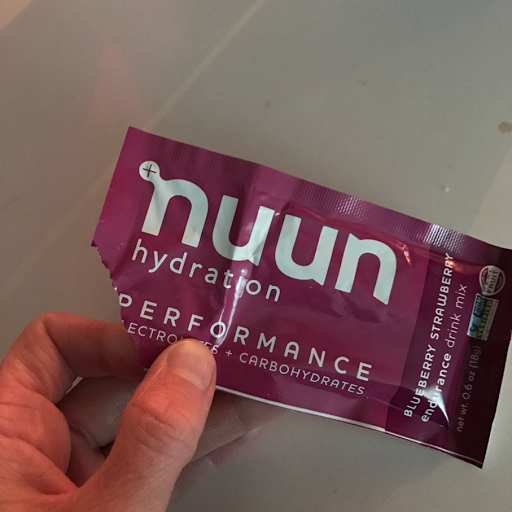 nuun
hydration
PERFORMANCE
+ CARBOHYDRATES
BLUEBERRY STRAWBERRY
endurance drink mix
net wt. 0.6 oz (18g)